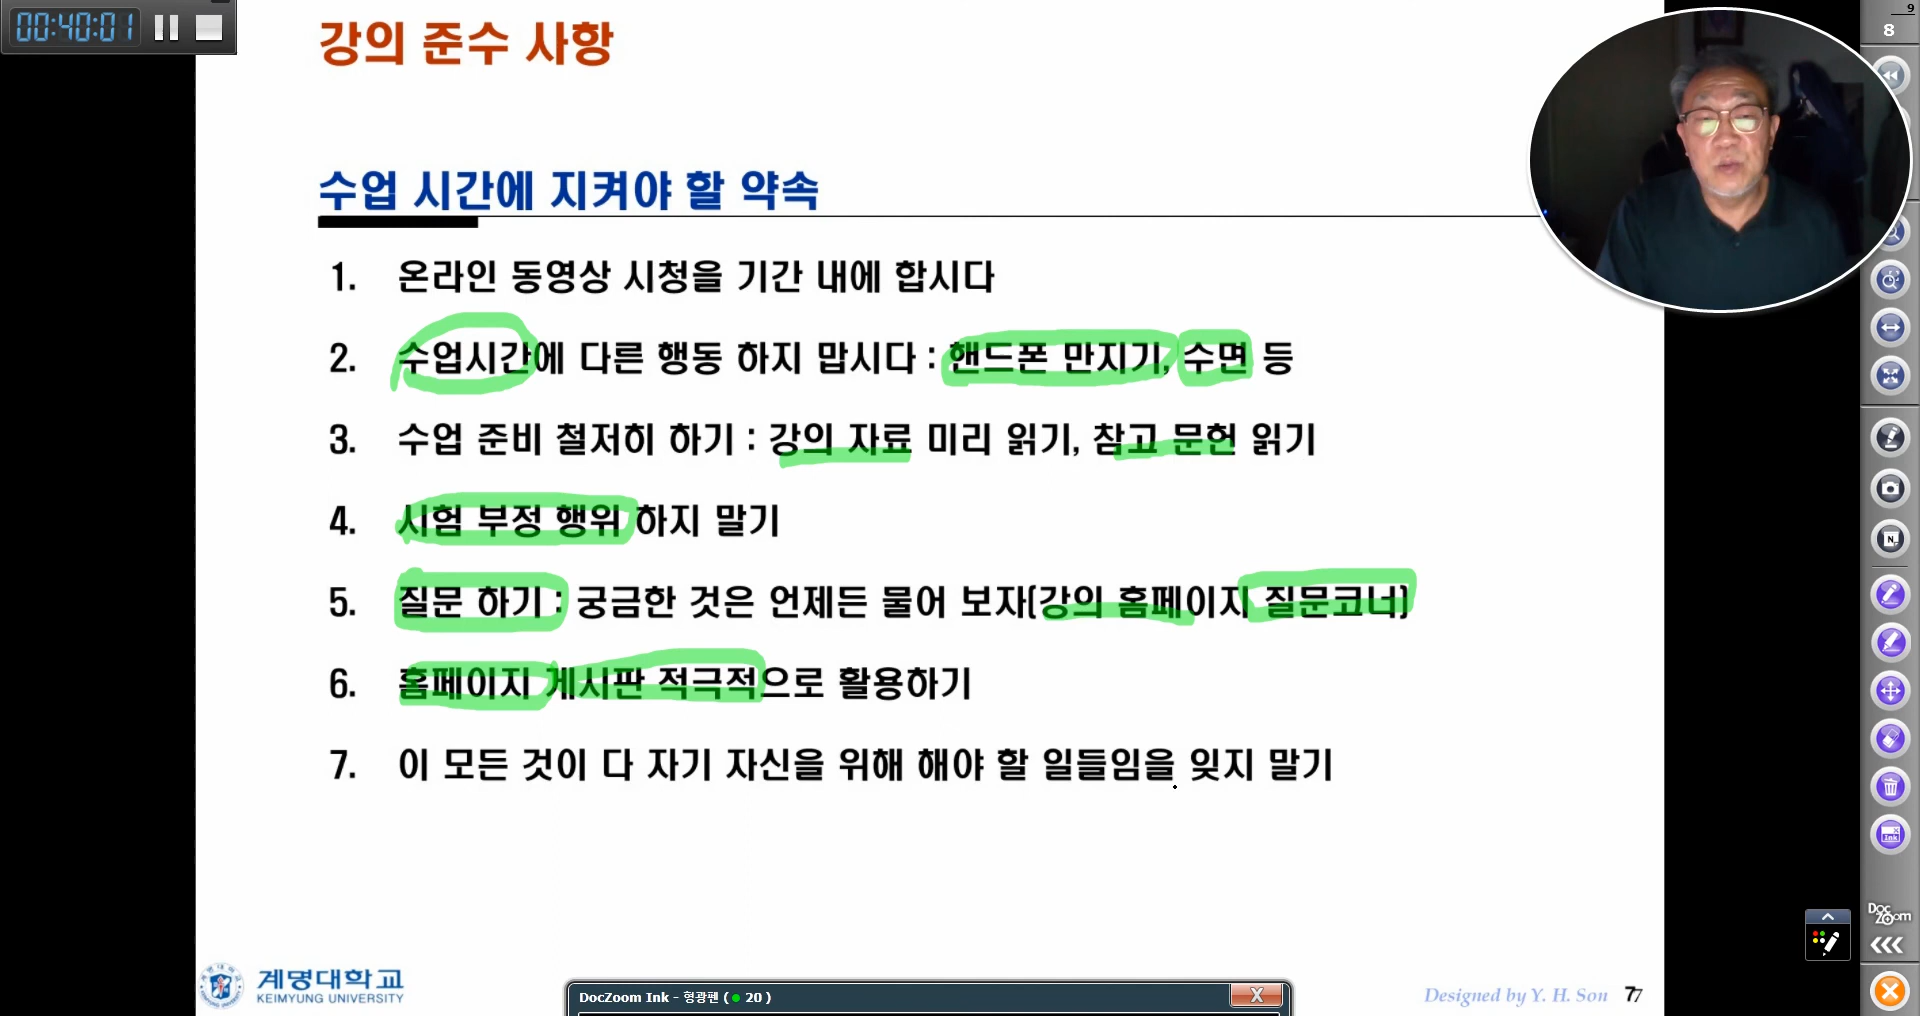 00:40:01
9
8
강의 준수 사항
수업 시간에 지켜야 할 약속
1. 온라인 동영상 시청을 기간 내에 합시다
2. 수업시간에 다른 행동 하지 맙시다 : 핸드폰 만지기, 수면 등
3. 수업 준비 철저히 하기 : 강의 자료 미리 읽기, 참고 문헌 읽기
4. 시험 부정 행위 하지 말기
5. 질문 하기 : 궁금한 것은 언제든 물어 보자(강의 홈페이지 질문코너)
6. 홈페이지 게시판 적극적으로 활용하기
7. 이 모든 것이 다 자기 자신을 위해 해야 할 일들임을 잊지 말기
계명대학교
KEIMYUNG UNIVERSITY
DocZoom Ink - 형광펜 ( 20 )
X
Designed by Y. H. Son 77
N
Ink
Doc
Zoom